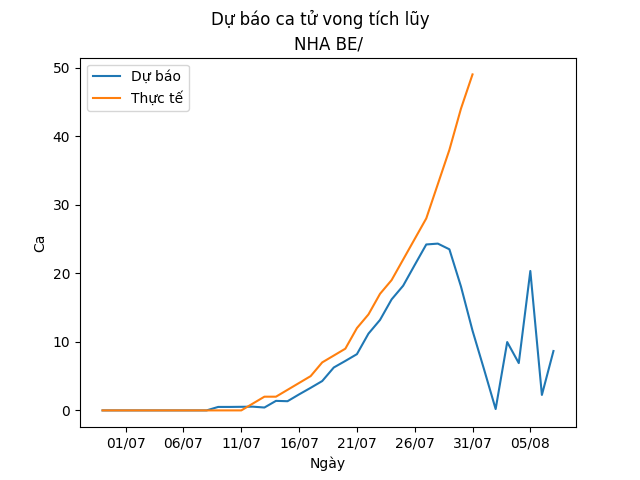 Dự báo ca tử vong tích lũy
NHA BE/
Dự báo
Thực tế
50
40
30
20
10
0
Ca
01/07 06/07 11/07 16/07 21/07 26/07 31/07 05/08
Ngày